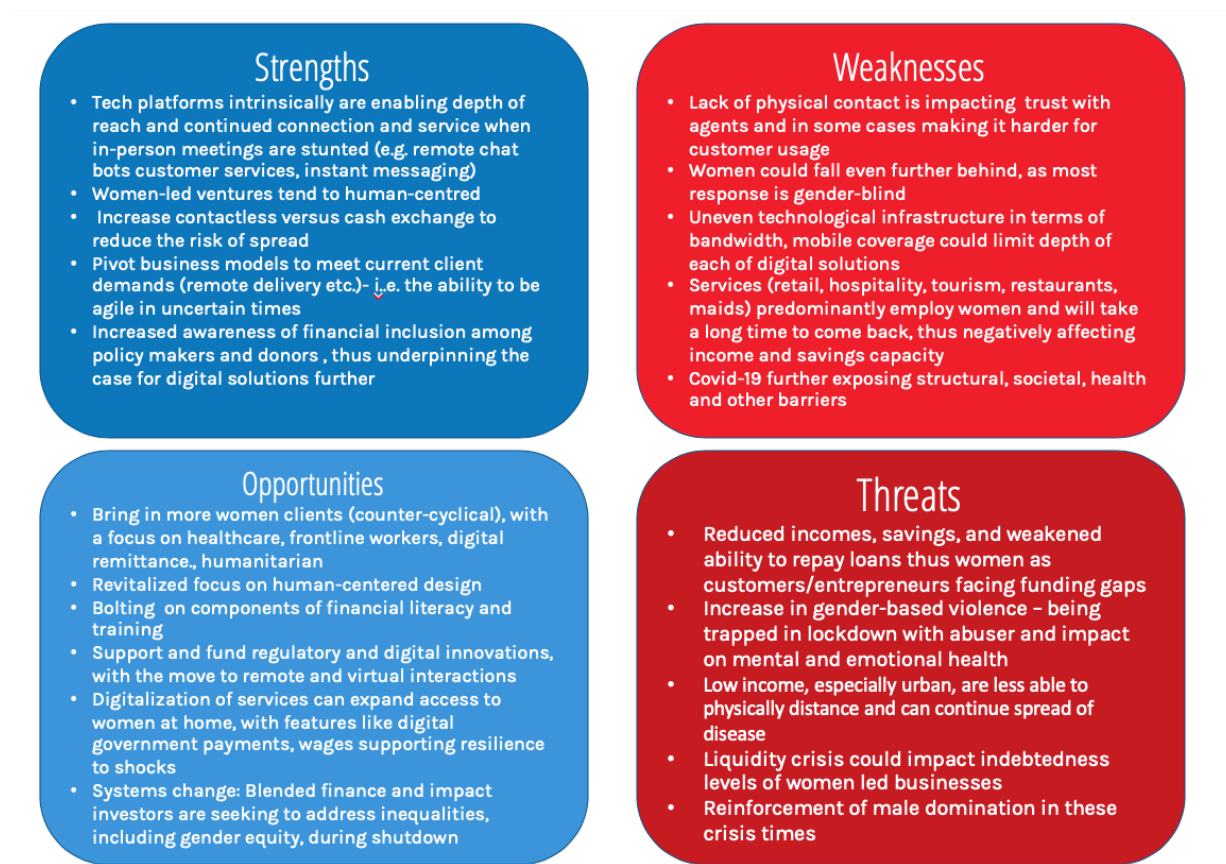 Strengths
• Tech platforms intrinsically are enabling depth of
reach and continued connection and service when
in-person meetings are stunted (e.g. remote chat
bots customer services, instant messaging)
• Women-led ventures tend to human-centred
• Increase contactless versus cash exchange to
reduce the risk of spread
• Pivot business models to meet current client
demands (remote delivery etc.)- i..e. the ability to be
agile in uncertain times
• Increased awareness of financial inclusion among
policy makers and donors , thus underpinning the
case for digital solutions further
Weaknesses
• Lack of physical contact is impacting trust with
agents and in some cases making it harder for
customer usage
• Women could fall even further behind, as most
response is gender-blind
• Uneven technological infrastructure in terms of
bandwidth, mobile coverage could limit depth of
each of digital solutions
• Services (retail, hospitality, tourism, restaurants,
maids) predominantly employ women and will take
a long time to come back, thus negatively affecting
income and savings capacity
• Covid-19 further exposing structural, societal, health
and other barriers
Opportunities
• Bring in more women clients (counter-cyclical), with
a focus on healthcare, frontline workers, digital
remittance., humanitarian
• Revitalized focus on human-centered design
• Bolting on components of financial literacy and
training
• Support and fund regulatory and digital innovations,
with the move to remote and virtual interactions
• Digitalization of services can expand access to
women at home, with features like digital
government payments, wages supporting resilience
to shocks
• Systems change: Blended finance and impact
investors are seeking to address inequalities,
including gender equity, during shutdown
Threats
• Reduced incomes, savings, and weakened
ability to repay loans thus women as
customers/entrepreneurs facing funding gaps
• Increase in gender-based violence – being
trapped in lockdown with abuser and impact
on mental and emotional health
• Low income, especially urban, are less able to
physically distance and can continue spread of
disease
• Liquidity crisis could impact indebtedness
levels of women led businesses
• Reinforcement of male domination in these
crisis times